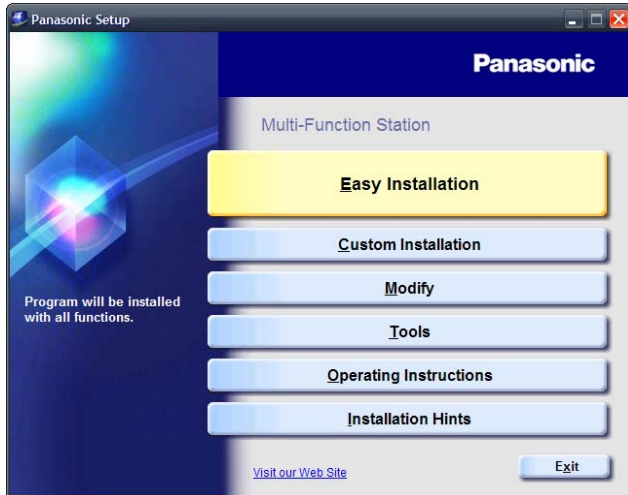 Panasonic Setup
Panasonic
Multi-Function Station
Easy Installation
Custom Installation
Modify
Tools
Operating Instructions
Installation Hints
Program will be installed
with all functions.
Visit our Web Site
Exit